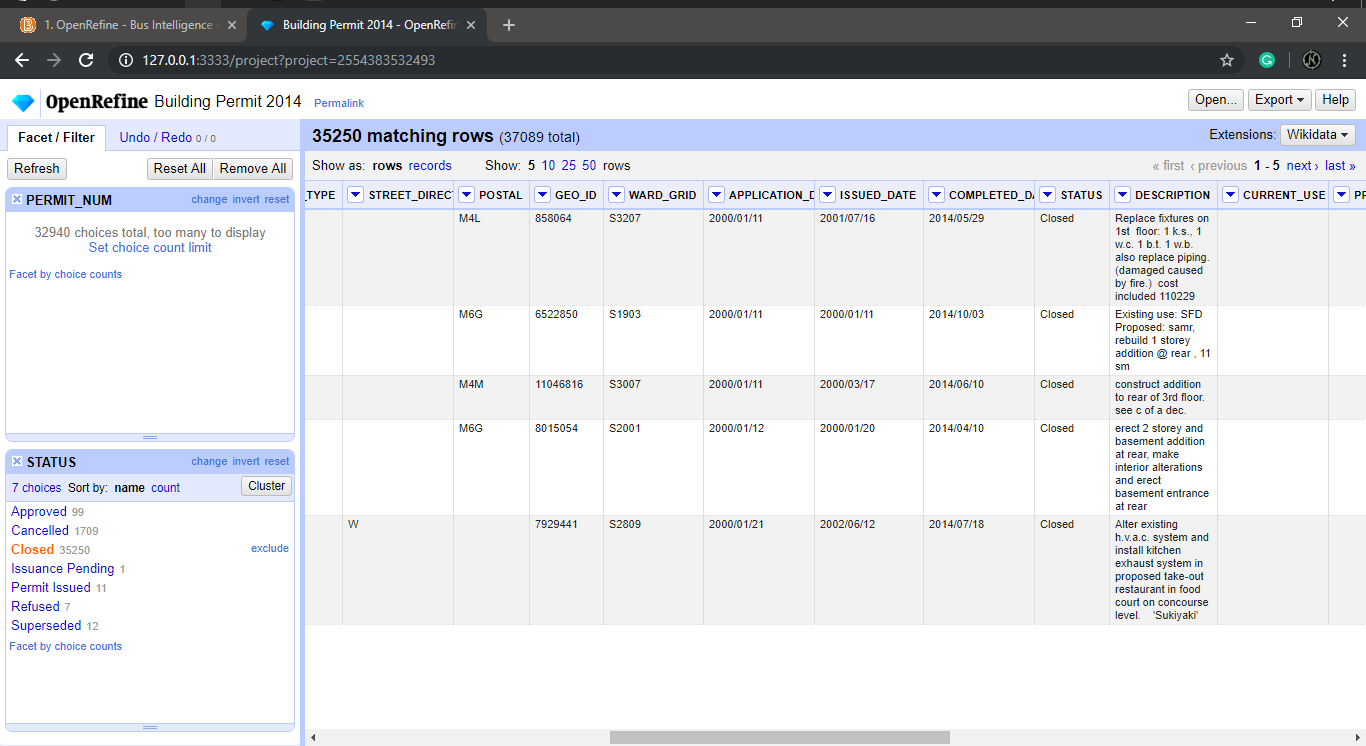 1. OpenRefine - Bus Intelligence
Building Permit 2014 - OpenRefin
127.0.0.1:3333/project?project=2554383532493
OpenRefine Building Permit 2014 Permalink
Open... Export Help
Facet / Filter Undo / Redo 0 / 0
Refresh Reset All Remove All
PERMIT_NUM change invert reset
32940 choices total, too many to display
Set choice count limit
Facet by choice counts
STATUS change invert reset
7 choices Sort by: name count Cluster
Approved 99
Cancelled 1709
Closed 35250 exclude
Issuance Pending 1
Permit Issued 11
Refused 7
Superseded 12
Facet by choice counts
35250 matching rows (37089 total)
Extensions: Wikidata
Show as: rows records Show: 5 10 25 50 rows
« first ‹ previous 1 - 5 next › last »
_TYPE STREET_DIREC POSTAL GEO_ID WARD_GRID APPLICATION_D ISSUED_DATE COMPLETED_DA STATUS DESCRIPTION CURRENT_USE PR
M4L 858064 S3207 2000/01/11 2001/07/16 2014/05/29 Closed Replace fixtures on
1st floor: 1 k.s., 1
w.c. 1 b.t. 1 w.b.
also replace piping.
(damaged caused
by fire.) cost
included 110229
M6G 6522850 S1903 2000/01/11 2000/01/11 2014/10/03 Closed Existing use: SFD
Proposed: samr,
rebuild 1 storey
addition @ rear , 11
sm
M4M 11046816 S3007 2000/01/11 2000/03/17 2014/06/10 Closed construct addition
to rear of 3rd floor.
see c of a dec.
M6G 8015054 S2001 2000/01/12 2000/01/20 2014/04/10 Closed erect 2 storey and
basement addition
at rear, make
interior alterations
and erect
basement entrance
at rear
W 7929441 S2809 2000/01/21 2002/06/12 2014/07/18 Closed Alter existing
h.v.a.c. system and
install kitchen
exhaust system in
proposed take-out
restaurant in food
court on concourse
level. 'Sukiyaki'